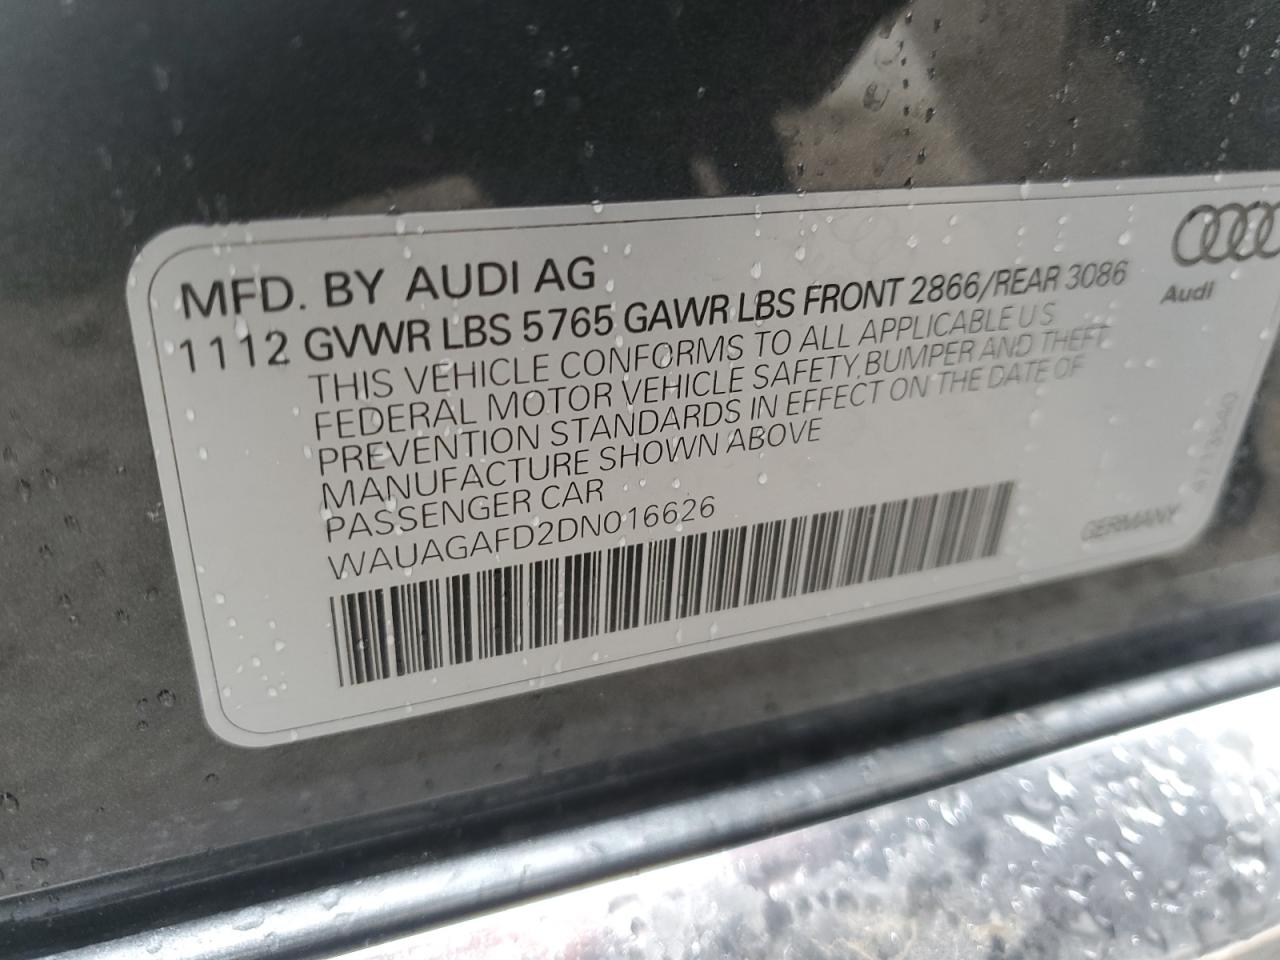 MFD. BY AUDI AG
1112 GVWR LBS 5765 GAWR LBS FRONT 2866/REAR 3086
THIS VEHICLE CONFORMS TO ALL APPLICABLE U S
FEDERAL MOTOR VEHICLE SAFETY, BUMPER AND THEFT
PREVENTION STANDARDS IN EFFECT ON THE DATE OF
MANUFACTURE SHOWN ABOVE
PASSENGER CAR
WAUAGAFD2DN016626
Audi
GERMANY